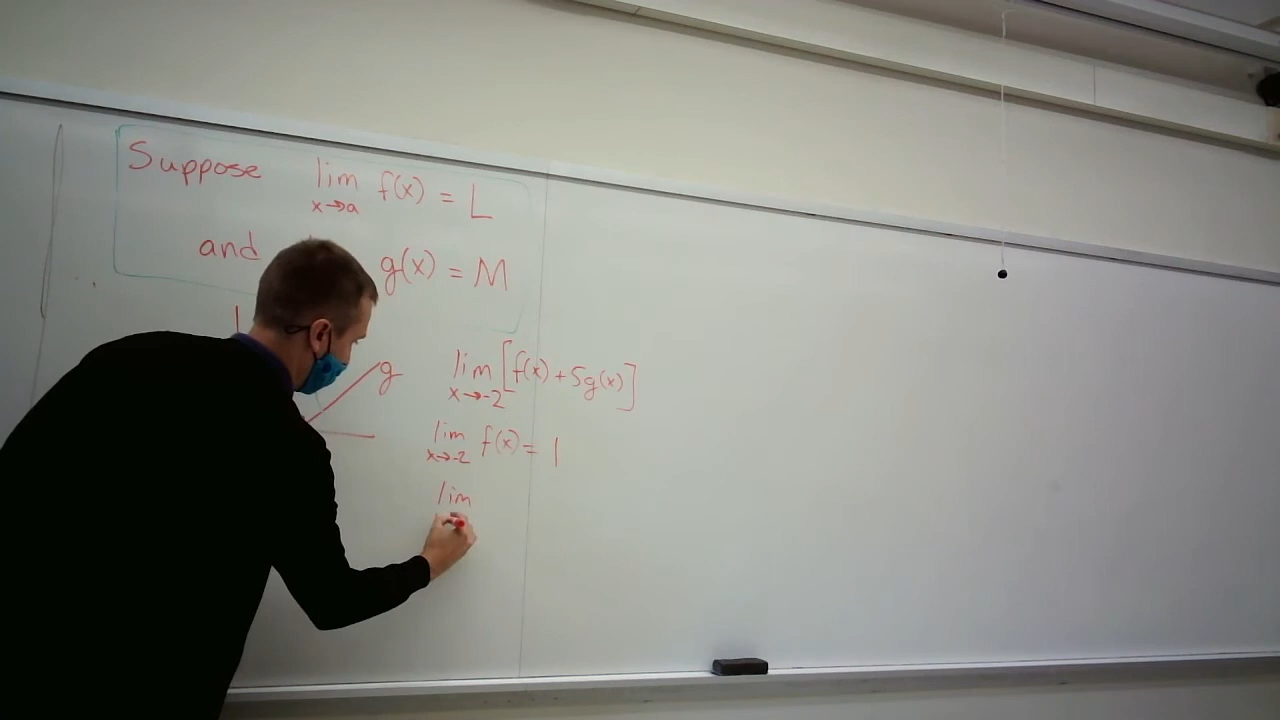 Suppose lim f(x) = L
x→a
and g(x) = M
g
lim [f(x) + 5g(x)]
x→-2
lim f(x) = 1
x→-2
lim